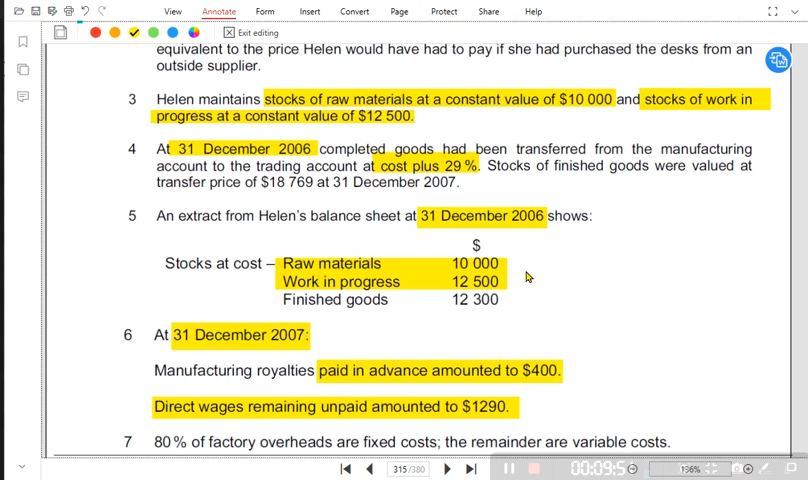 View Annotate Form Insert Convert Page Protect Share Help
Exit editing
equivalent to the price Helen would have had to pay if she had purchased the desks from an
outside supplier.
3 Helen maintains stocks of raw materials at a constant value of $10 000 and stocks of work in
progress at a constant value of $12 500.
4 At 31 December 2006 completed goods had been transferred from the manufacturing
account to the trading account at cost plus 29 %. Stocks of finished goods were valued at
transfer price of $18 769 at 31 December 2007.
5 An extract from Helen's balance sheet at 31 December 2006 shows:
$
Stocks at cost – Raw materials 10 000
Work in progress 12 500
Finished goods 12 300
6 At 31 December 2007:
Manufacturing royalties paid in advance amounted to $400.
Direct wages remaining unpaid amounted to $1290.
7 80 % of factory overheads are fixed costs; the remainder are variable costs.
315/380 00:09:5